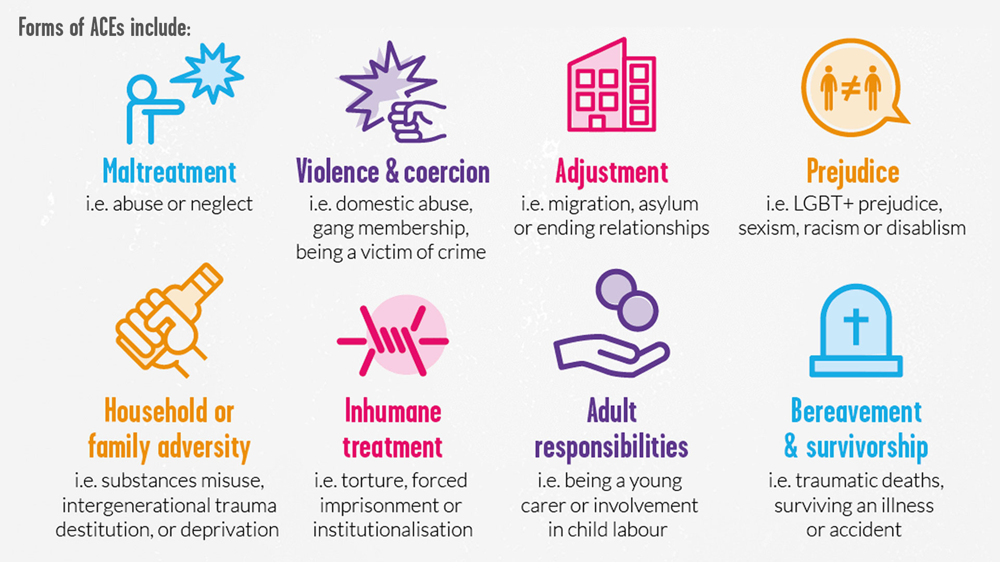 Forms of ACEs include:
Maltreatment
i.e. abuse or neglect
Violence & coercion
i.e. domestic abuse,
gang membership,
being a victim of crime
Adjustment
i.e. migration, asylum
or ending relationships
Prejudice
i.e. LGBT+ prejudice,
sexism, racism or disablism
Household or
family adversity
i.e. substances misuse,
intergenerational trauma
destitution, or deprivation
Inhumane
treatment
i.e. torture, forced
imprisonment or
institutionalisation
Adult
responsibilities
i.e. being a young
carer or involvement
in child labour
Bereavement
& survivorship
i.e. traumatic deaths,
surviving an illness
or accident